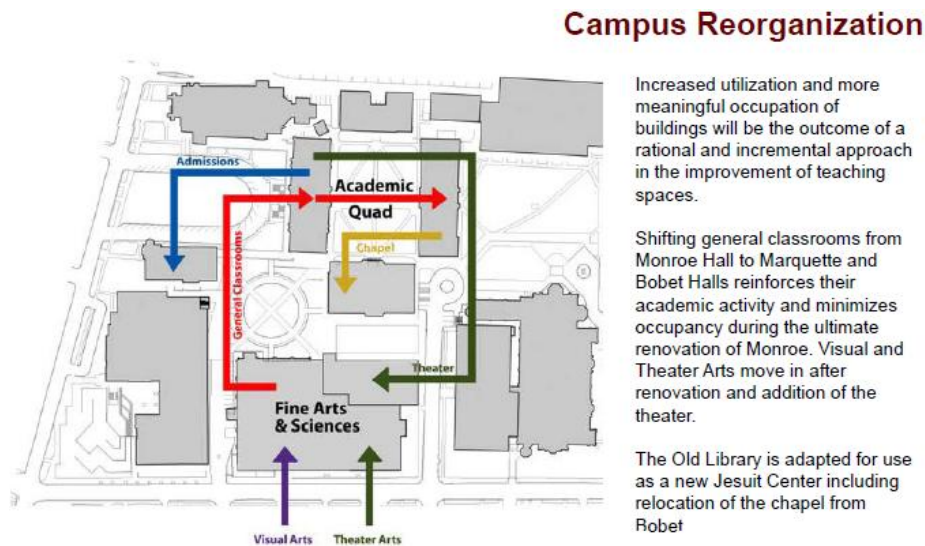 Campus Reorganization
Increased utilization and more
meaningful occupation of
buildings will be the outcome of a
rational and incremental approach
in the improvement of teaching
spaces.
Shifting general classrooms from
Monroe Hall to Marquette and
Bobet Halls reinforces their
academic activity and minimizes
occupancy during the ultimate
renovation of Monroe. Visual and
Theater Arts move in after
renovation and addition of the
theater.
The Old Library is adapted for use
as a new Jesuit Center including
relocation of the chapel from
Bobet
Admissions
Academic
Quad
Chapel
General Classrooms
Theater
Fine Arts
& Sciences
Visual Arts
Theater Arts